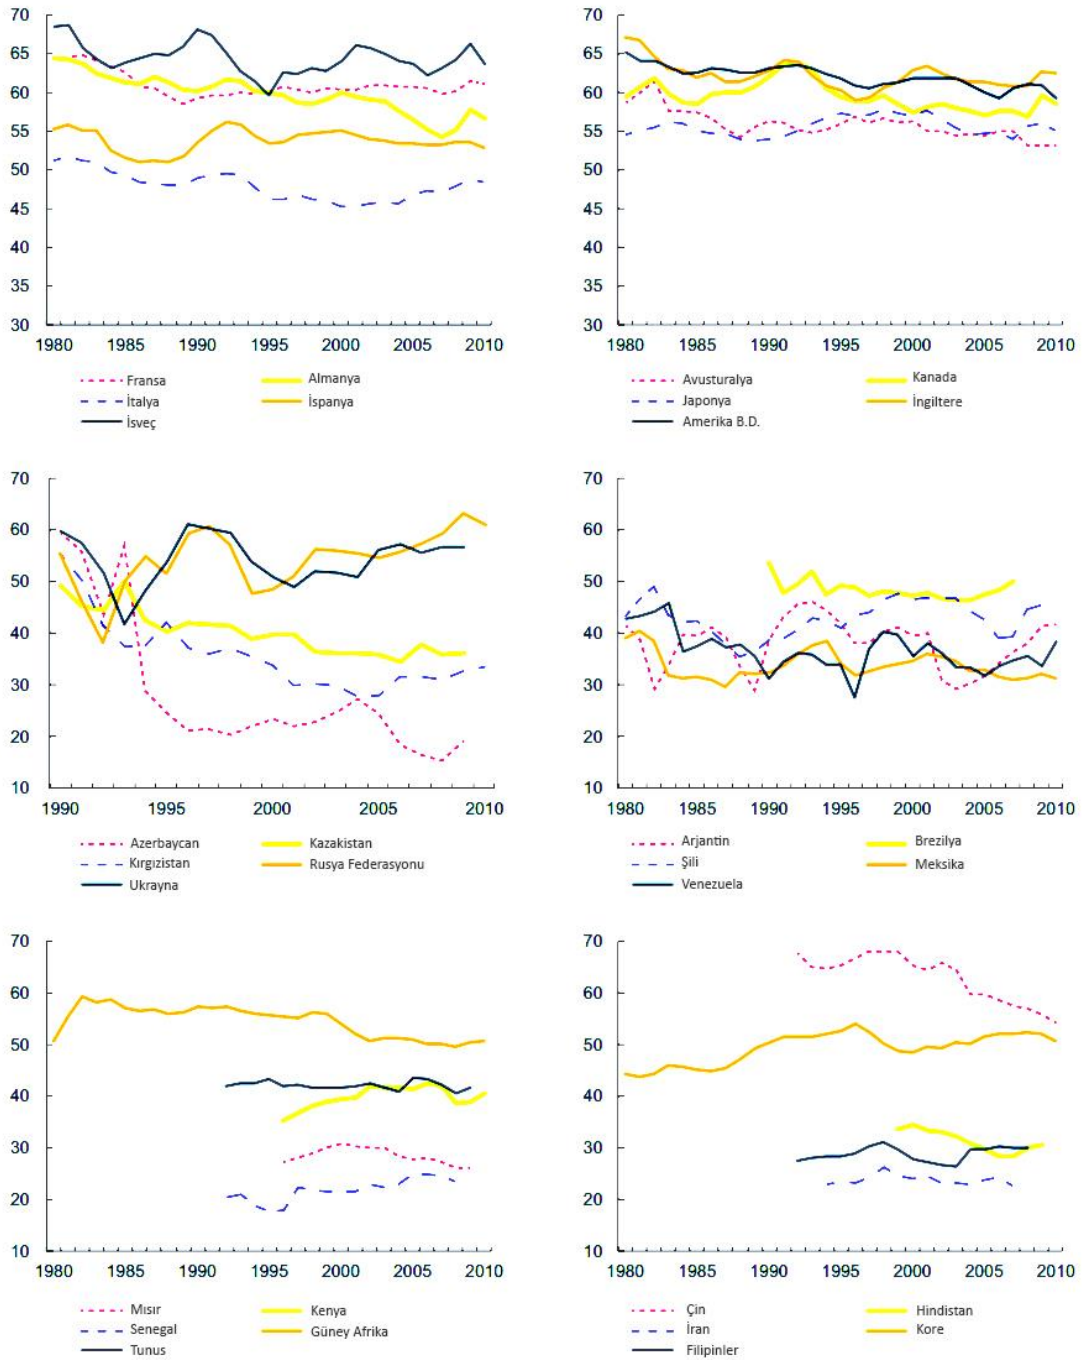 70
65
60
55
50
45
40
35
30
1980 1985 1990 1995 2000 2005 2010
Fransa Almanya
İtalya İspanya
İsveç
70
65
60
55
50
45
40
35
30
1980 1985 1990 1995 2000 2005 2010
Avusturalya Kanada
Japonya İngiltere
Amerika B.D.
70
60
50
40
30
20
10
1990 1995 2000 2005 2010
Azerbaycan Kazakistan
Kırgızistan Rusya Federasyonu
Ukrayna
70
60
50
40
30
20
10
1980 1985 1990 1995 2000 2005 2010
Arjantin Brezilya
Şili Meksika
Venezuela
70
60
50
40
30
20
10
1980 1985 1990 1995 2000 2005 2010
Mısır Kenya
Senegal Güney Afrika
Tunus
70
60
50
40
30
20
10
1980 1985 1990 1995 2000 2005 2010
Çin Hindistan
İran Kore
Filipinler